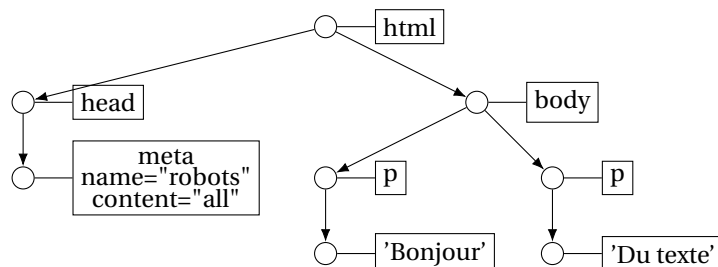 html
head
body
meta
name="robots"
content="all"
p
p
'Bonjour'
'Du texte'